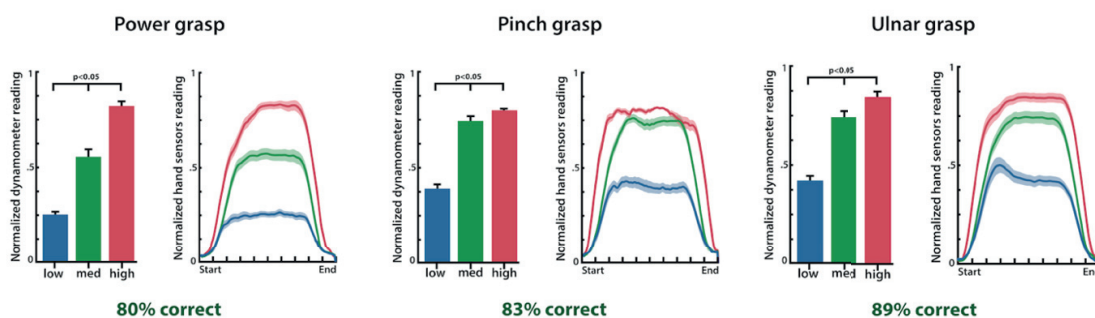 Power grasp
Normalized dynamometer reading
1
.5
0
p<0.05
low med high
Normalized hand sensors reading
1
.5
0
Start End
80% correct
Pinch grasp
Normalized dynamometer reading
1
.5
0
p<0.05
low med high
Normalized hand sensors reading
1
.5
0
Start End
83% correct
Ulnar grasp
Normalized dynamometer reading
1
.5
0
p<0.05
low med high
Normalized hand sensors reading
1
.5
0
Start En
89% correct